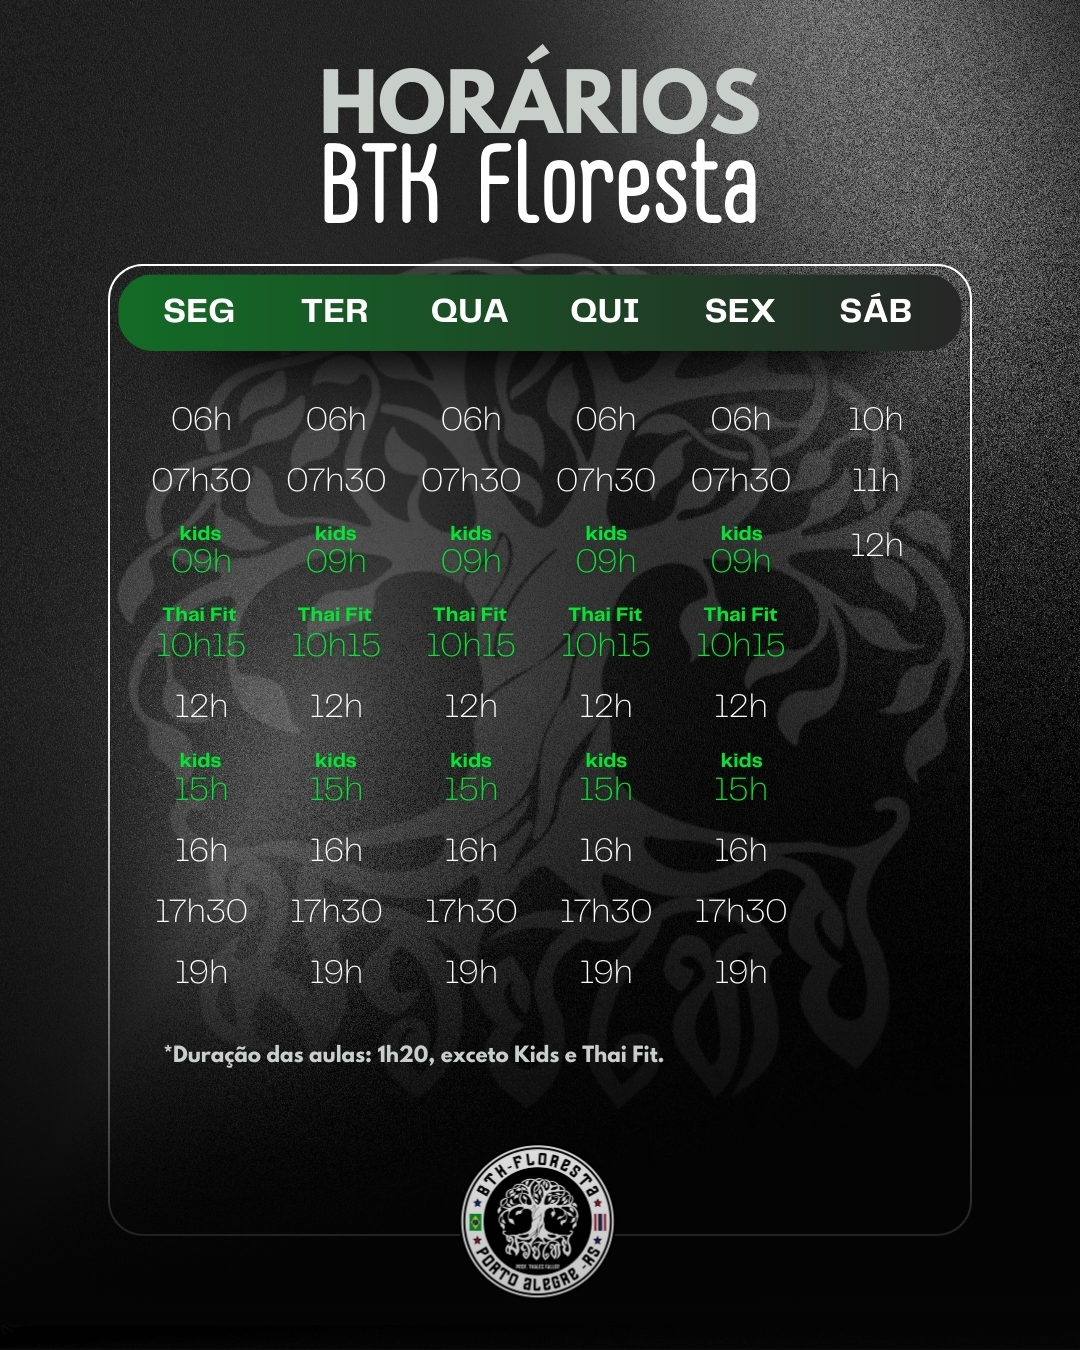 HORÁRIOS
BTK Floresta
SEG TER QUA QUI SEX SÁB
06h 06h 06h 06h 06h 10h
07h30 07h30 07h30 07h30 07h30 11h
kids kids kids kids kids
09h 09h 09h 09h 09h 12h
Thai Fit Thai Fit Thai Fit Thai Fit Thai Fit
10h15 10h15 10h15 10h15 10h15
12h 12h 12h 12h 12h
kids kids kids kids kids
15h 15h 15h 15h 15h
16h 16h 16h 16h 16h
17h30 17h30 17h30 17h30 17h30
19h 19h 19h 19h 19h
*Duração das aulas: 1h20, exceto Kids e Thai Fit.
BTK-FLORESTA
PORTO ALEGRE -RS